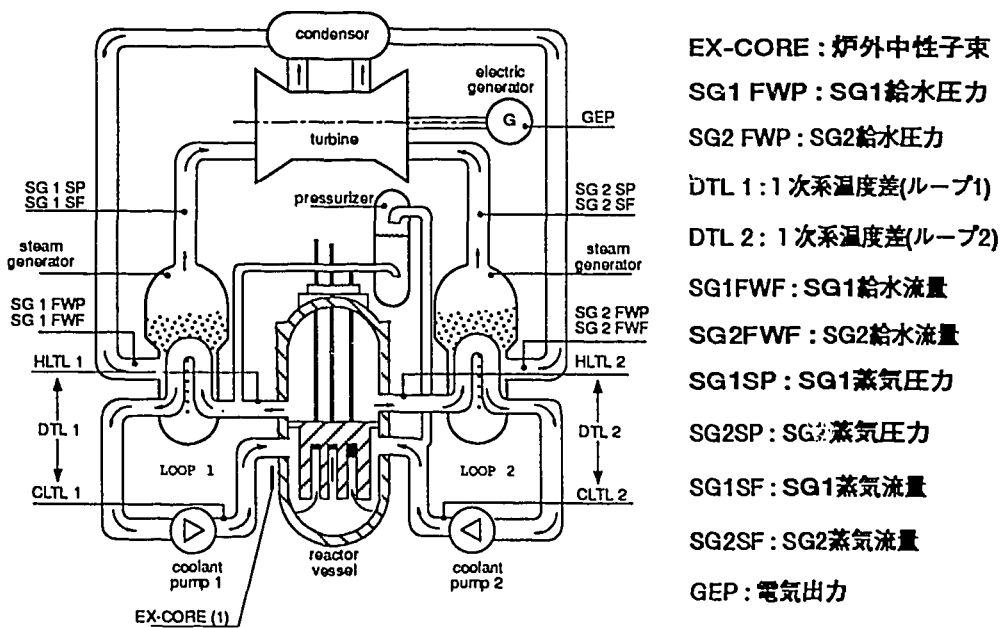 condensor
electric
generator
G
GEP
turbine
SG 1 SP
SG 1 SF
SG 2 SP
SG 2 SF
pressurizer
steam
generator
steam
generator
SG 1 FWP
SG 1 FWF
SG 2 FWP
SG 2 FWF
HLTL 1
HLTL 2
DTL 1
DTL 2
LOOP 1
LOOP 2
CLTL 1
CLTL 2
coolant
pump 1
reactor
vessel
coolant
pump 2
EX-CORE (1)
EX-CORE : 炉外中性子束
SG1 FWP : SG1給水圧力
SG2 FWP : SG2給水圧力
DTL 1 : 1 次系温度差(ループ1)
DTL 2 : 1 次系温度差(ループ2)
SG1FWF : SG1給水流量
SG2FWF : SG2給水流量
SG1SP : SG1蒸気圧力
SG2SP : SG2蒸気圧力
SG1SF : SG1蒸気流量
SG2SF : SG2蒸気流量
GEP : 電気出力